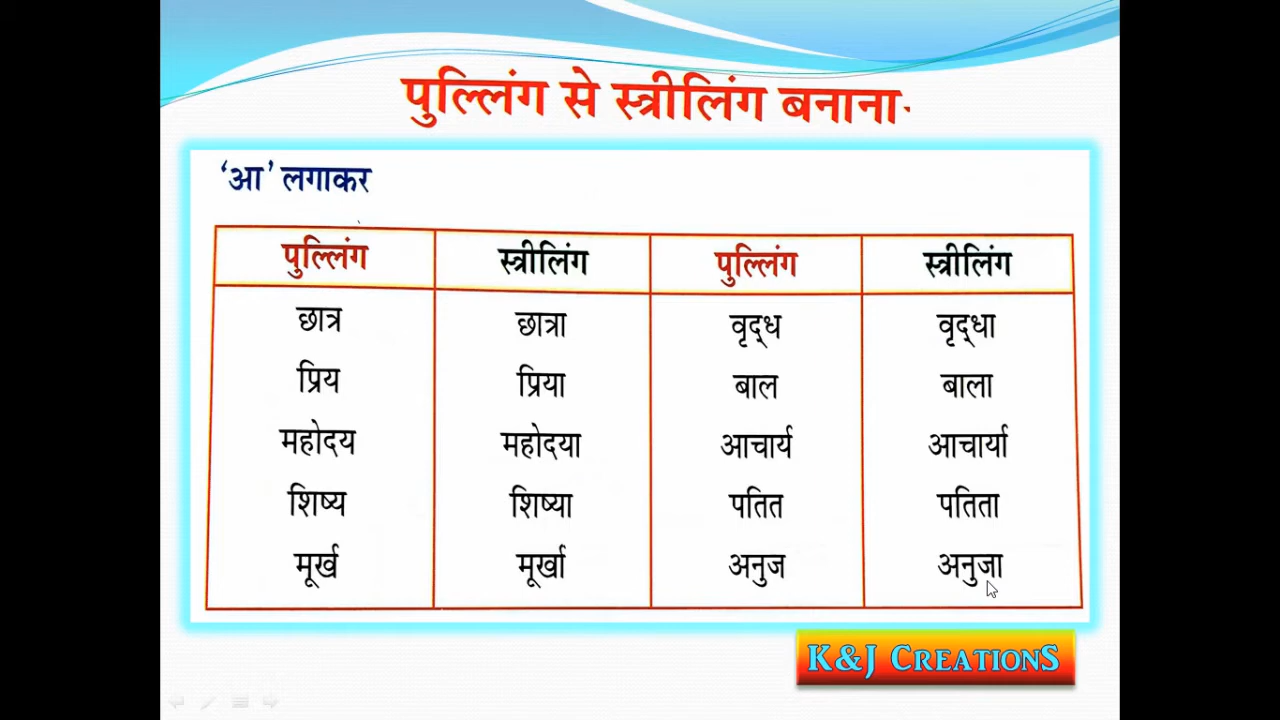 पुल्लिंग से स्त्रीलिंग बनाना·
‘आ’ लगाकर
पुल्लिंग स्त्रीलिंग पुल्लिंग स्त्रीलिंग
छात्र छात्रा वृद्‌ध वृद्‌धा
प्रिय प्रिया बाल बाला
महोदय महोदया आचार्य आचार्या
शिष्य शिष्या पतित पतिता
मूर्ख मूर्खा अनुज अनुजा
K&J CREATIONS